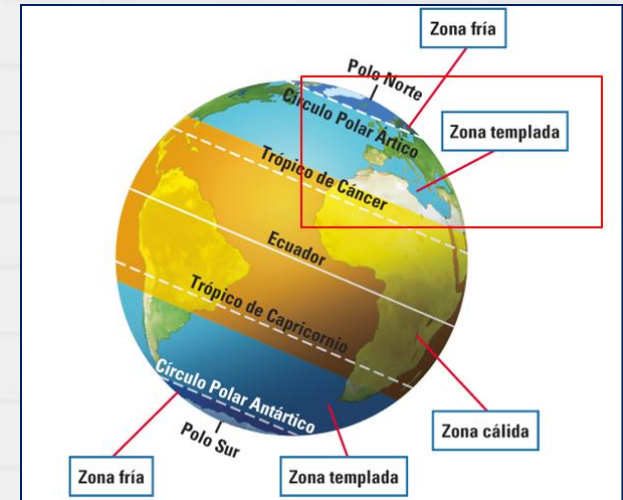 Zona fría
Polo Norte
Círculo Polar Ártico
Zona templada
Trópico de Cáncer
Ecuador
Trópico de Capricornio
Círculo Polar Antártico
Polo Sur
Zona cálida
Zona fría
Zona templada